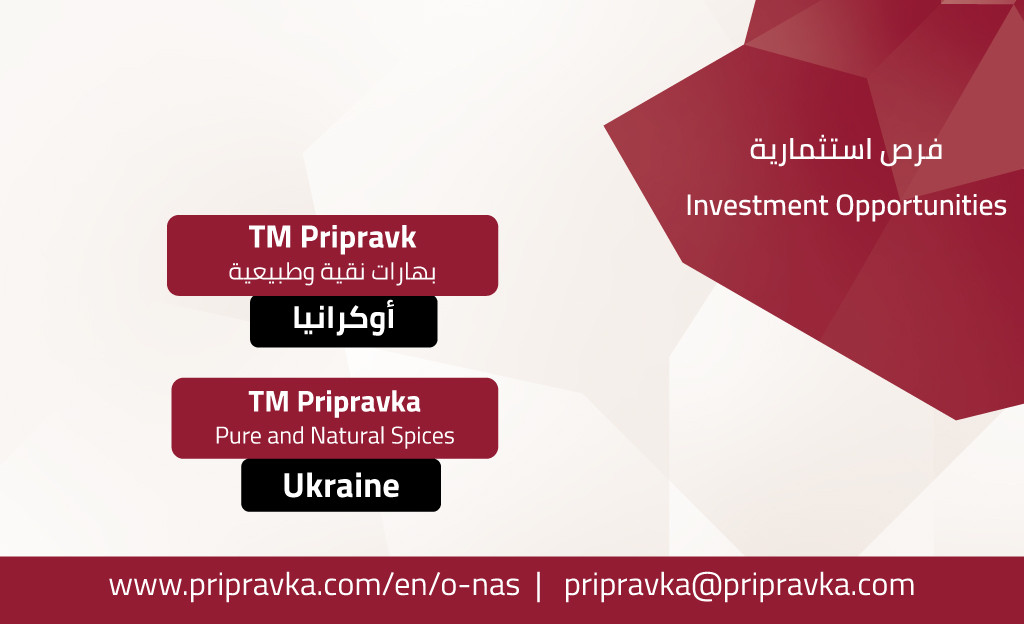 فرص استثمارية
Investment Opportunities
TM Pripravk
بهارات نقية وطبيعية
أوكرانيا
TM Pripravka
Pure and Natural Spices
Ukraine
www.pripravka.com/en/o-nas | pripravka@pripravka.com